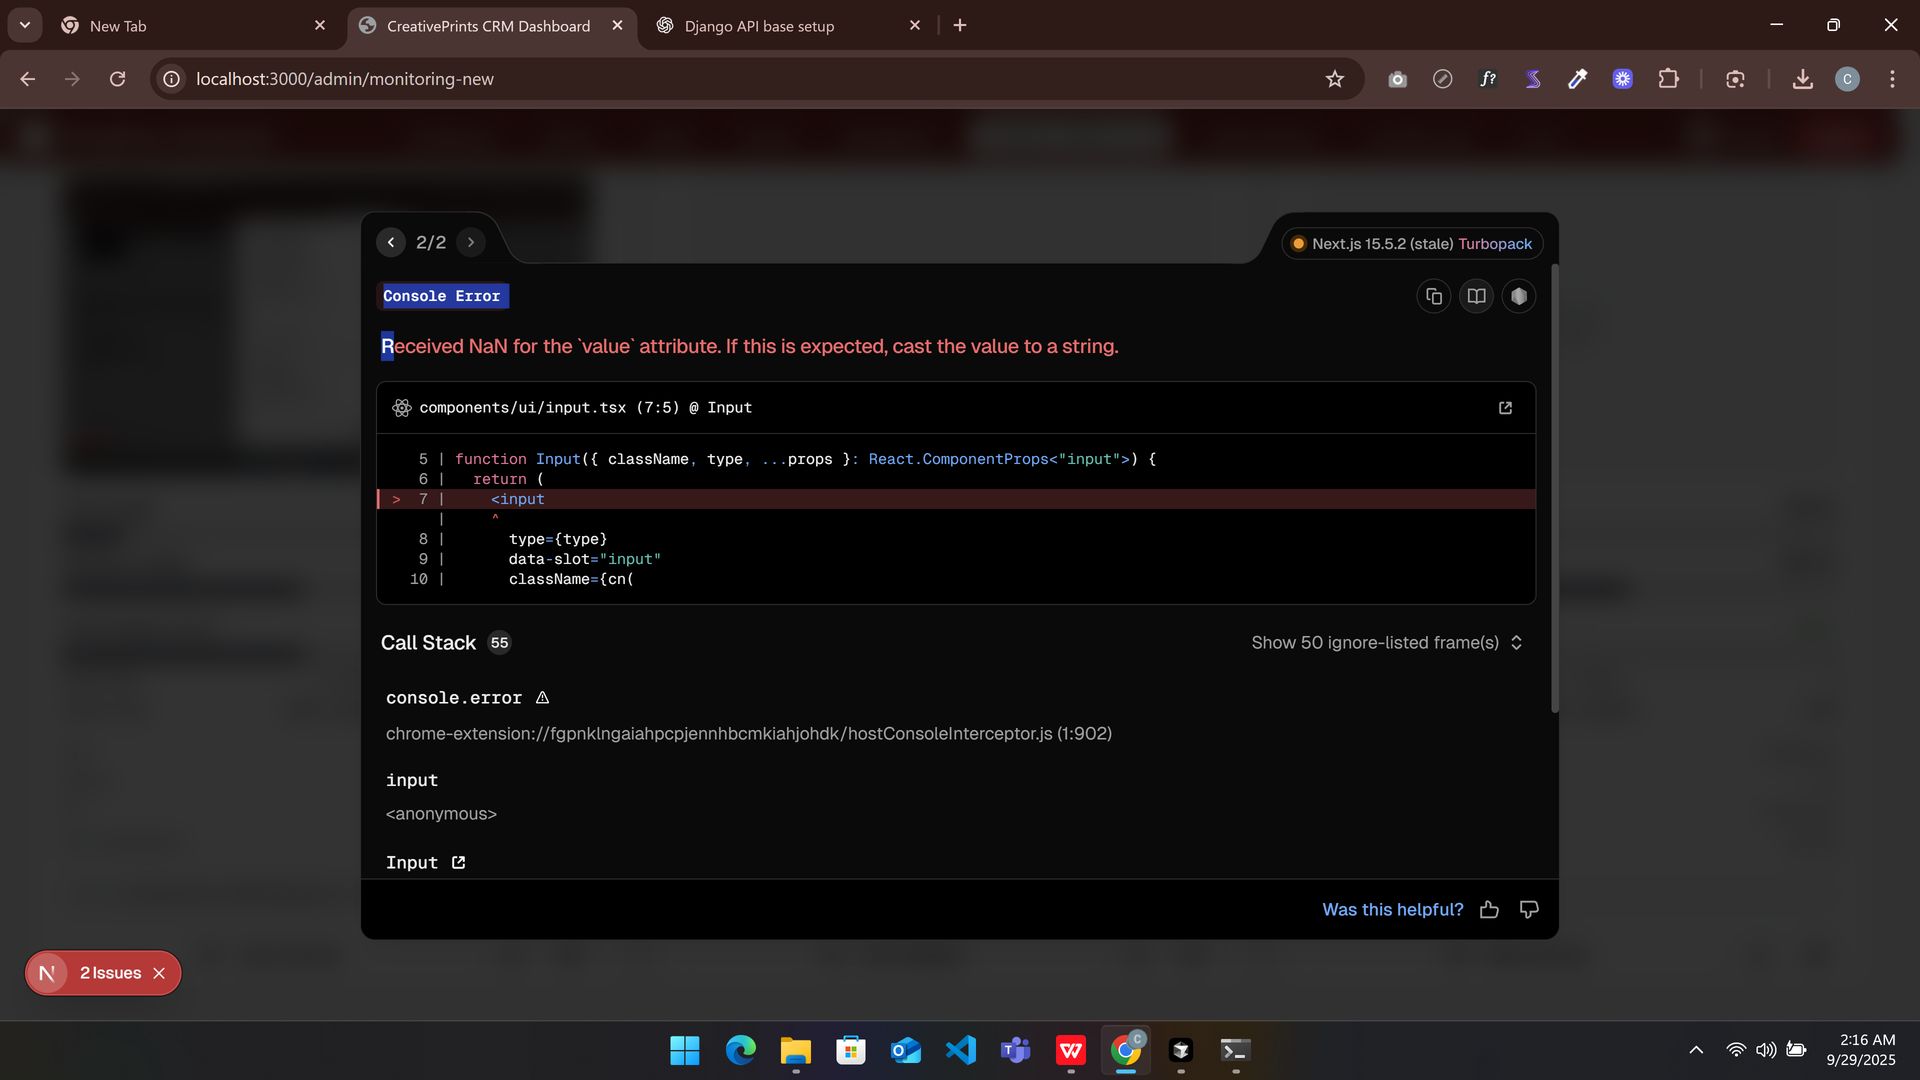 New Tab
CreativePrints CRM Dashboard
Django API base setup
localhost:3000/admin/monitoring-new
f?
C
2/2
Next.js 15.5.2 (stale) Turbopack
Console Error
Received NaN for the `value` attribute. If this is expected, cast the value to a string.
components/ui/input.tsx (7:5) @ Input
5 | function Input({ className, type, ...props }: React.ComponentProps<"input">) {
6 | return (
> 7 | <input
| ^
8 | type={type}
9 | data-slot="input"
10 | className={cn(
Call Stack 55
Show 50 ignore-listed frame(s)
console.error
chrome-extension://fgpnklngaiahpcpjennhbcmkiahjohdk/hostConsoleInterceptor.js (1:902)
input
<anonymous>
Input
Was this helpful?
N 2 Issues
C
2:16 AM
9/29/2025